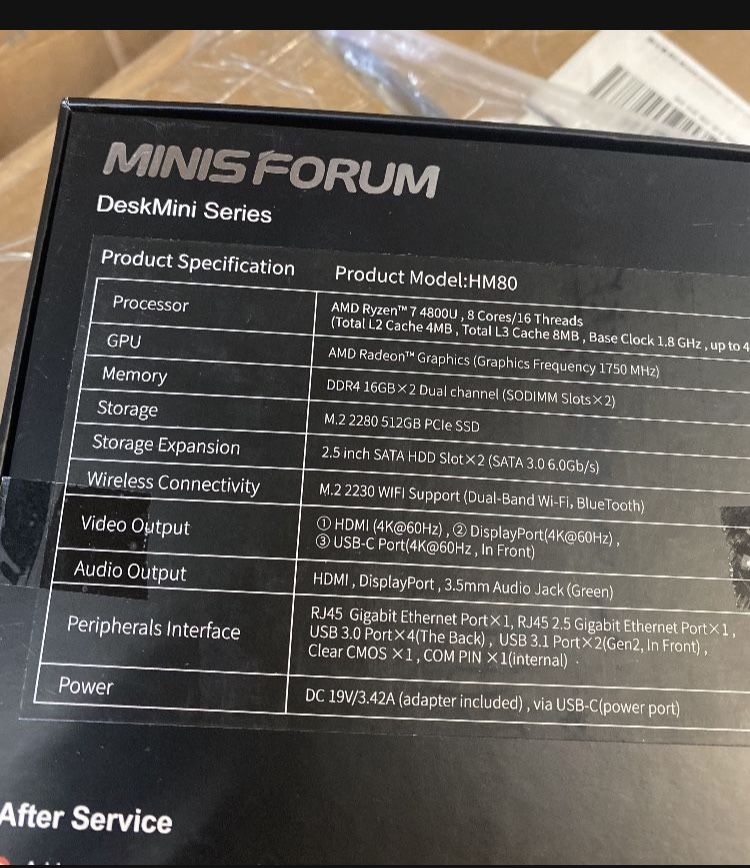 MINISFORUM
DeskMini Series
Product Specification Product Model:HM80
Processor AMD Ryzen™ 7 4800U , 8 Cores/16 Threads
(Total L2 Cache 4MB , Total L3 Cache 8MB , Base Clock 1.8 GHz , up to 4
GPU AMD Radeon™ Graphics (Graphics Frequency 1750 MHz)
Memory DDR4 16GB×2 Dual channel (SODIMM Slots×2)
Storage M.2 2280 512GB PCIe SSD
Storage Expansion 2.5 inch SATA HDD Slot×2 (SATA 3.0 6.0Gb/s)
Wireless Connectivity M.2 2230 WIFI Support (Dual-Band Wi-Fi, BlueTooth)
Video Output ① HDMI (4K@60Hz) , ② DisplayPort(4K@60Hz) ,
③ USB-C Port(4K@60Hz , In Front)
Audio Output HDMI , DisplayPort , 3.5mm Audio Jack (Green)
Peripherals Interface RJ45 Gigabit Ethernet Port×1, RJ45 2.5 Gigabit Ethernet Port×1 ,
USB 3.0 Port×4(The Back) , USB 3.1 Port×2(Gen2, In Front) ,
Clear CMOS ×1 , COM PIN ×1(internal) .
Power DC 19V/3.42A (adapter included) , via USB-C(power port)
After Service